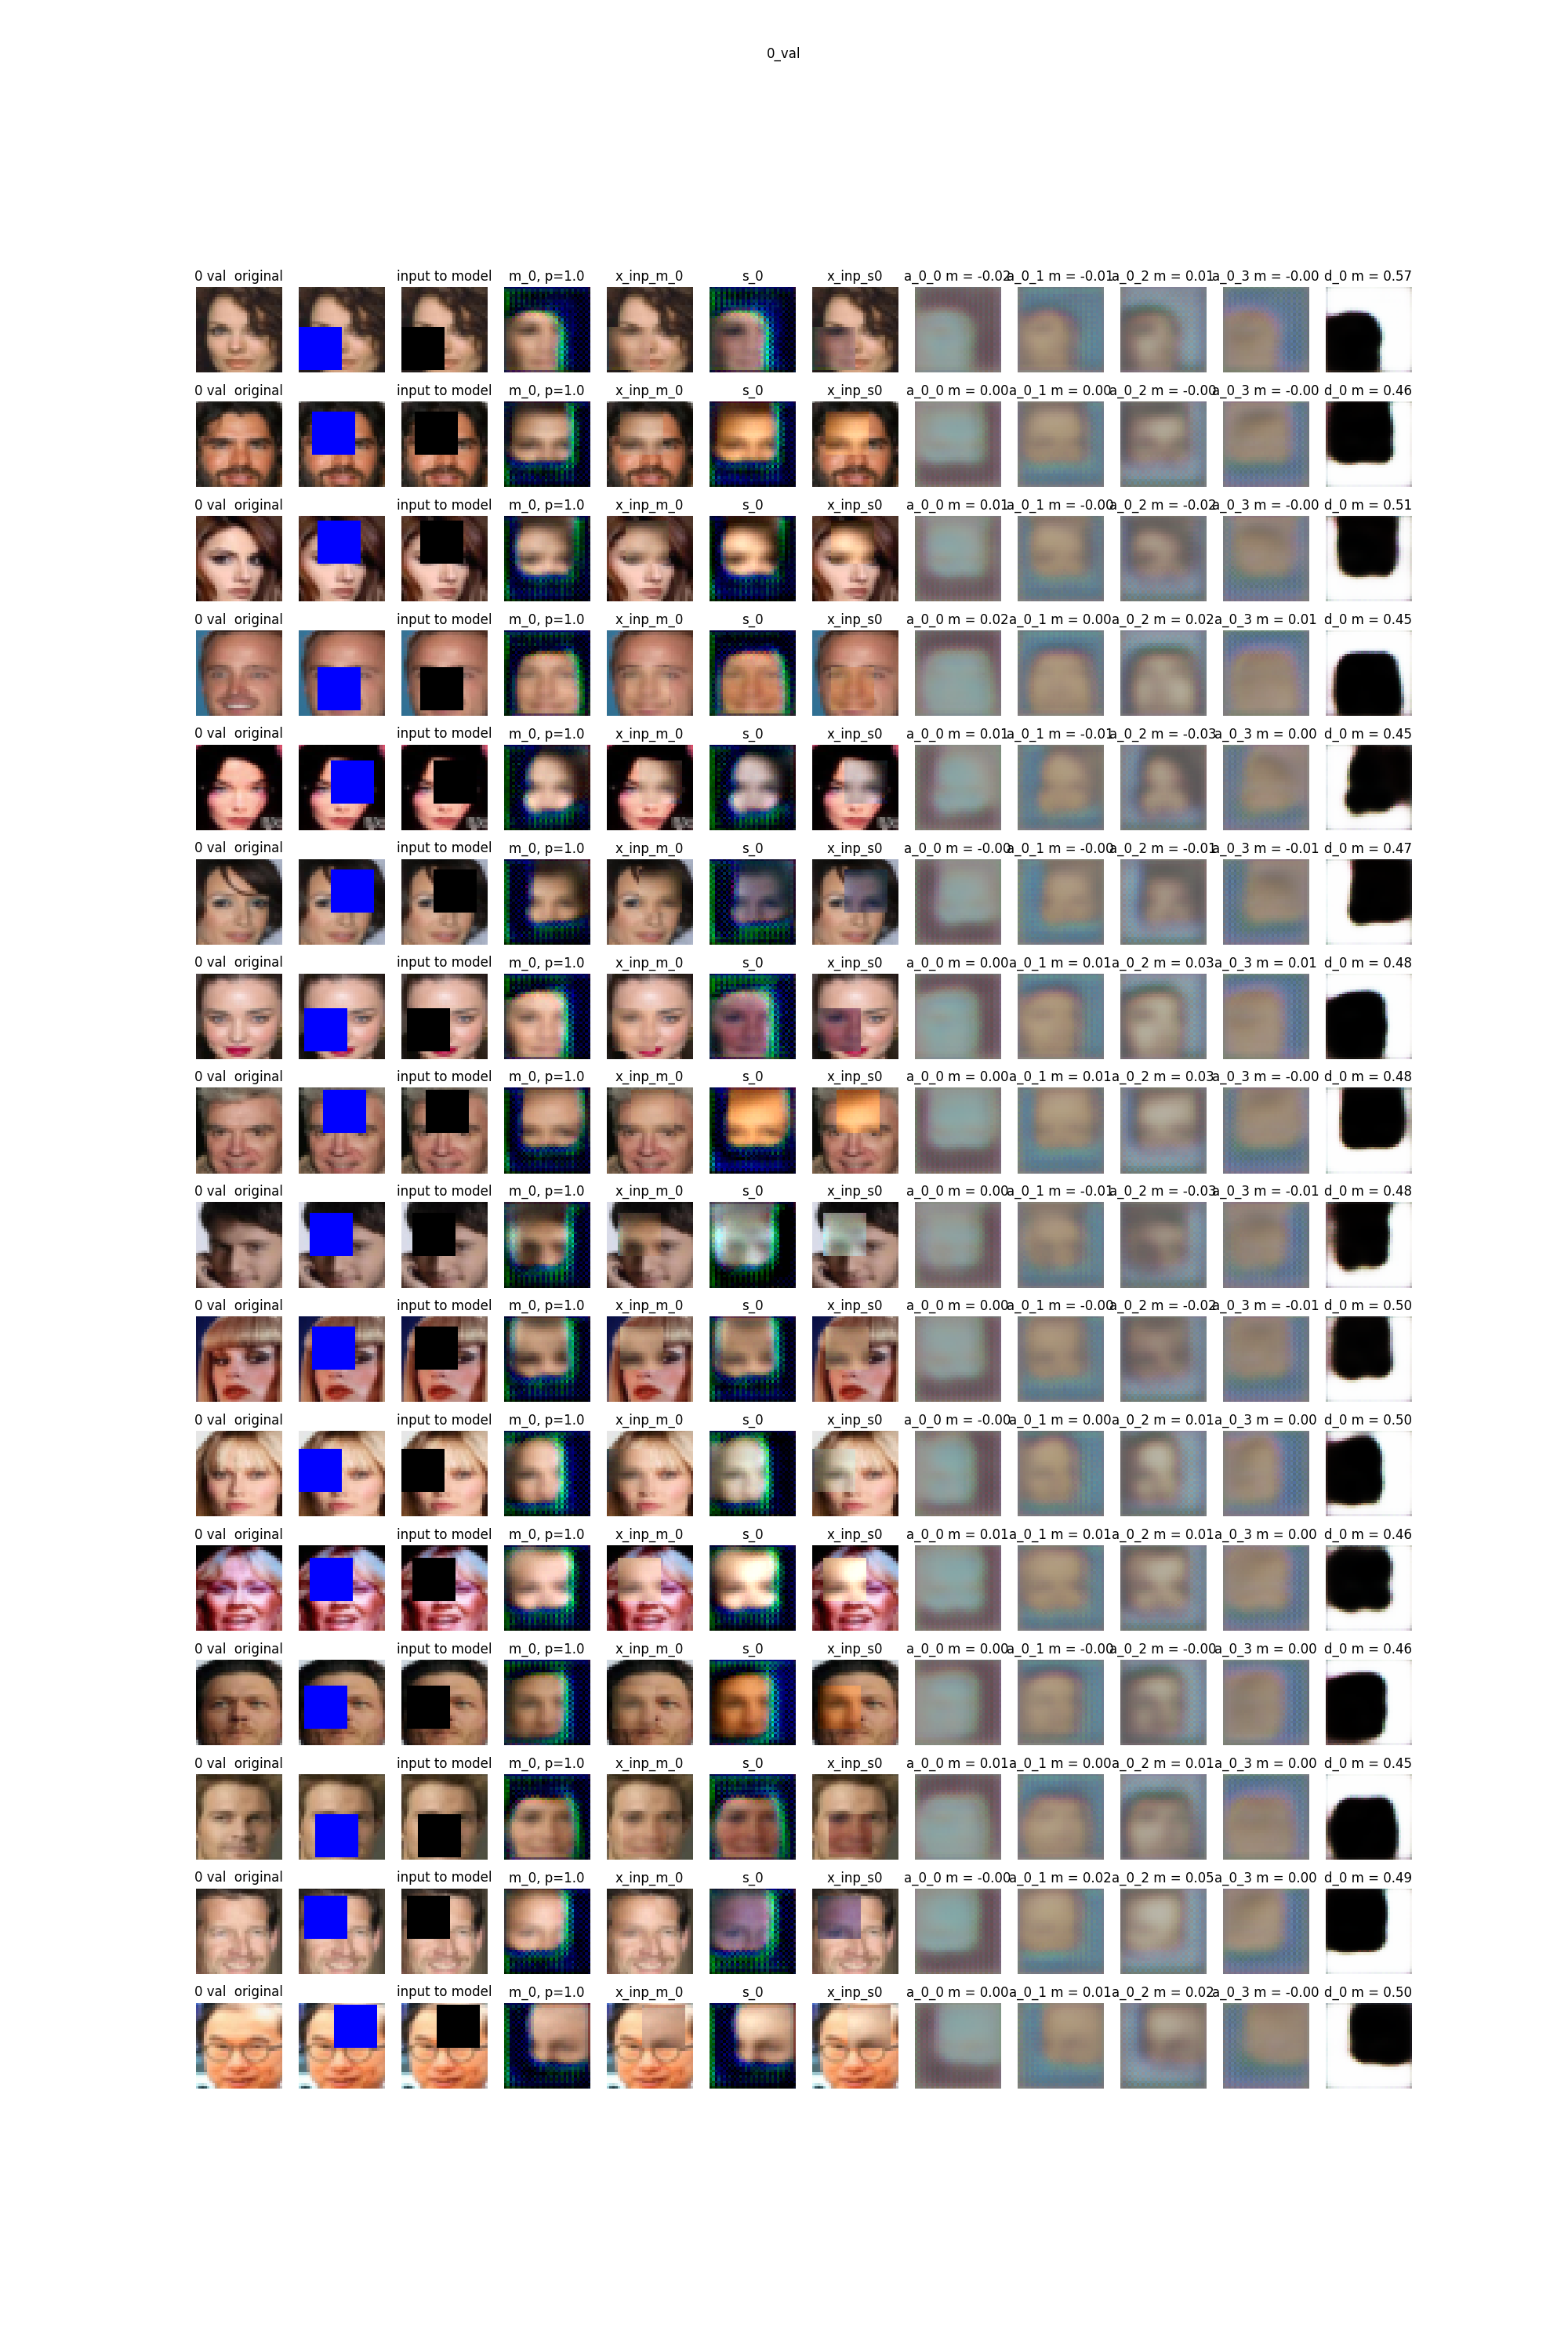 0_val
0 val original input to model m_0, p=1.0 x_inp_m_0 s_0 x_inp_s0 a_0_0 m = -0.02 a_0_1 m = -0.01 a_0_2 m = 0.01 a_0_3 m = -0.00 d_0 m = 0.57
0 val original input to model m_0, p=1.0 x_inp_m_0 s_0 x_inp_s0 a_0_0 m = 0.00 a_0_1 m = 0.00 a_0_2 m = -0.00 a_0_3 m = -0.00 d_0 m = 0.46
0 val original input to model m_0, p=1.0 x_inp_m_0 s_0 x_inp_s0 a_0_0 m = 0.01 a_0_1 m = -0.00 a_0_2 m = -0.02 a_0_3 m = -0.00 d_0 m = 0.51
0 val original input to model m_0, p=1.0 x_inp_m_0 s_0 x_inp_s0 a_0_0 m = 0.02 a_0_1 m = 0.00 a_0_2 m = 0.02 a_0_3 m = 0.01 d_0 m = 0.45
0 val original input to model m_0, p=1.0 x_inp_m_0 s_0 x_inp_s0 a_0_0 m = 0.01 a_0_1 m = -0.01 a_0_2 m = -0.03 a_0_3 m = 0.00 d_0 m = 0.45
0 val original input to model m_0, p=1.0 x_inp_m_0 s_0 x_inp_s0 a_0_0 m = -0.00 a_0_1 m = -0.00 a_0_2 m = -0.01 a_0_3 m = -0.01 d_0 m = 0.47
0 val original input to model m_0, p=1.0 x_inp_m_0 s_0 x_inp_s0 a_0_0 m = 0.00 a_0_1 m = 0.01 a_0_2 m = 0.03 a_0_3 m = 0.01 d_0 m = 0.48
0 val original input to model m_0, p=1.0 x_inp_m_0 s_0 x_inp_s0 a_0_0 m = 0.00 a_0_1 m = 0.01 a_0_2 m = 0.03 a_0_3 m = -0.00 d_0 m = 0.48
0 val original input to model m_0, p=1.0 x_inp_m_0 s_0 x_inp_s0 a_0_0 m = 0.00 a_0_1 m = -0.01 a_0_2 m = -0.03 a_0_3 m = -0.01 d_0 m = 0.48
0 val original input to model m_0, p=1.0 x_inp_m_0 s_0 x_inp_s0 a_0_0 m = 0.00 a_0_1 m = -0.00 a_0_2 m = -0.02 a_0_3 m = -0.01 d_0 m = 0.50
0 val original input to model m_0, p=1.0 x_inp_m_0 s_0 x_inp_s0 a_0_0 m = -0.00 a_0_1 m = 0.00 a_0_2 m = 0.01 a_0_3 m = 0.00 d_0 m = 0.50
0 val original input to model m_0, p=1.0 x_inp_m_0 s_0 x_inp_s0 a_0_0 m = 0.01 a_0_1 m = 0.01 a_0_2 m = 0.01 a_0_3 m = 0.00 d_0 m = 0.46
0 val original input to model m_0, p=1.0 x_inp_m_0 s_0 x_inp_s0 a_0_0 m = 0.00 a_0_1 m = -0.00 a_0_2 m = -0.00 a_0_3 m = 0.00 d_0 m = 0.46
0 val original input to model m_0, p=1.0 x_inp_m_0 s_0 x_inp_s0 a_0_0 m = 0.01 a_0_1 m = 0.00 a_0_2 m = 0.01 a_0_3 m = 0.00 d_0 m = 0.45
0 val original input to model m_0, p=1.0 x_inp_m_0 s_0 x_inp_s0 a_0_0 m = -0.00 a_0_1 m = 0.02 a_0_2 m = 0.05 a_0_3 m = 0.00 d_0 m = 0.49
0 val original input to model m_0, p=1.0 x_inp_m_0 s_0 x_inp_s0 a_0_0 m = 0.00 a_0_1 m = 0.01 a_0_2 m = 0.02 a_0_3 m = -0.00 d_0 m = 0.50